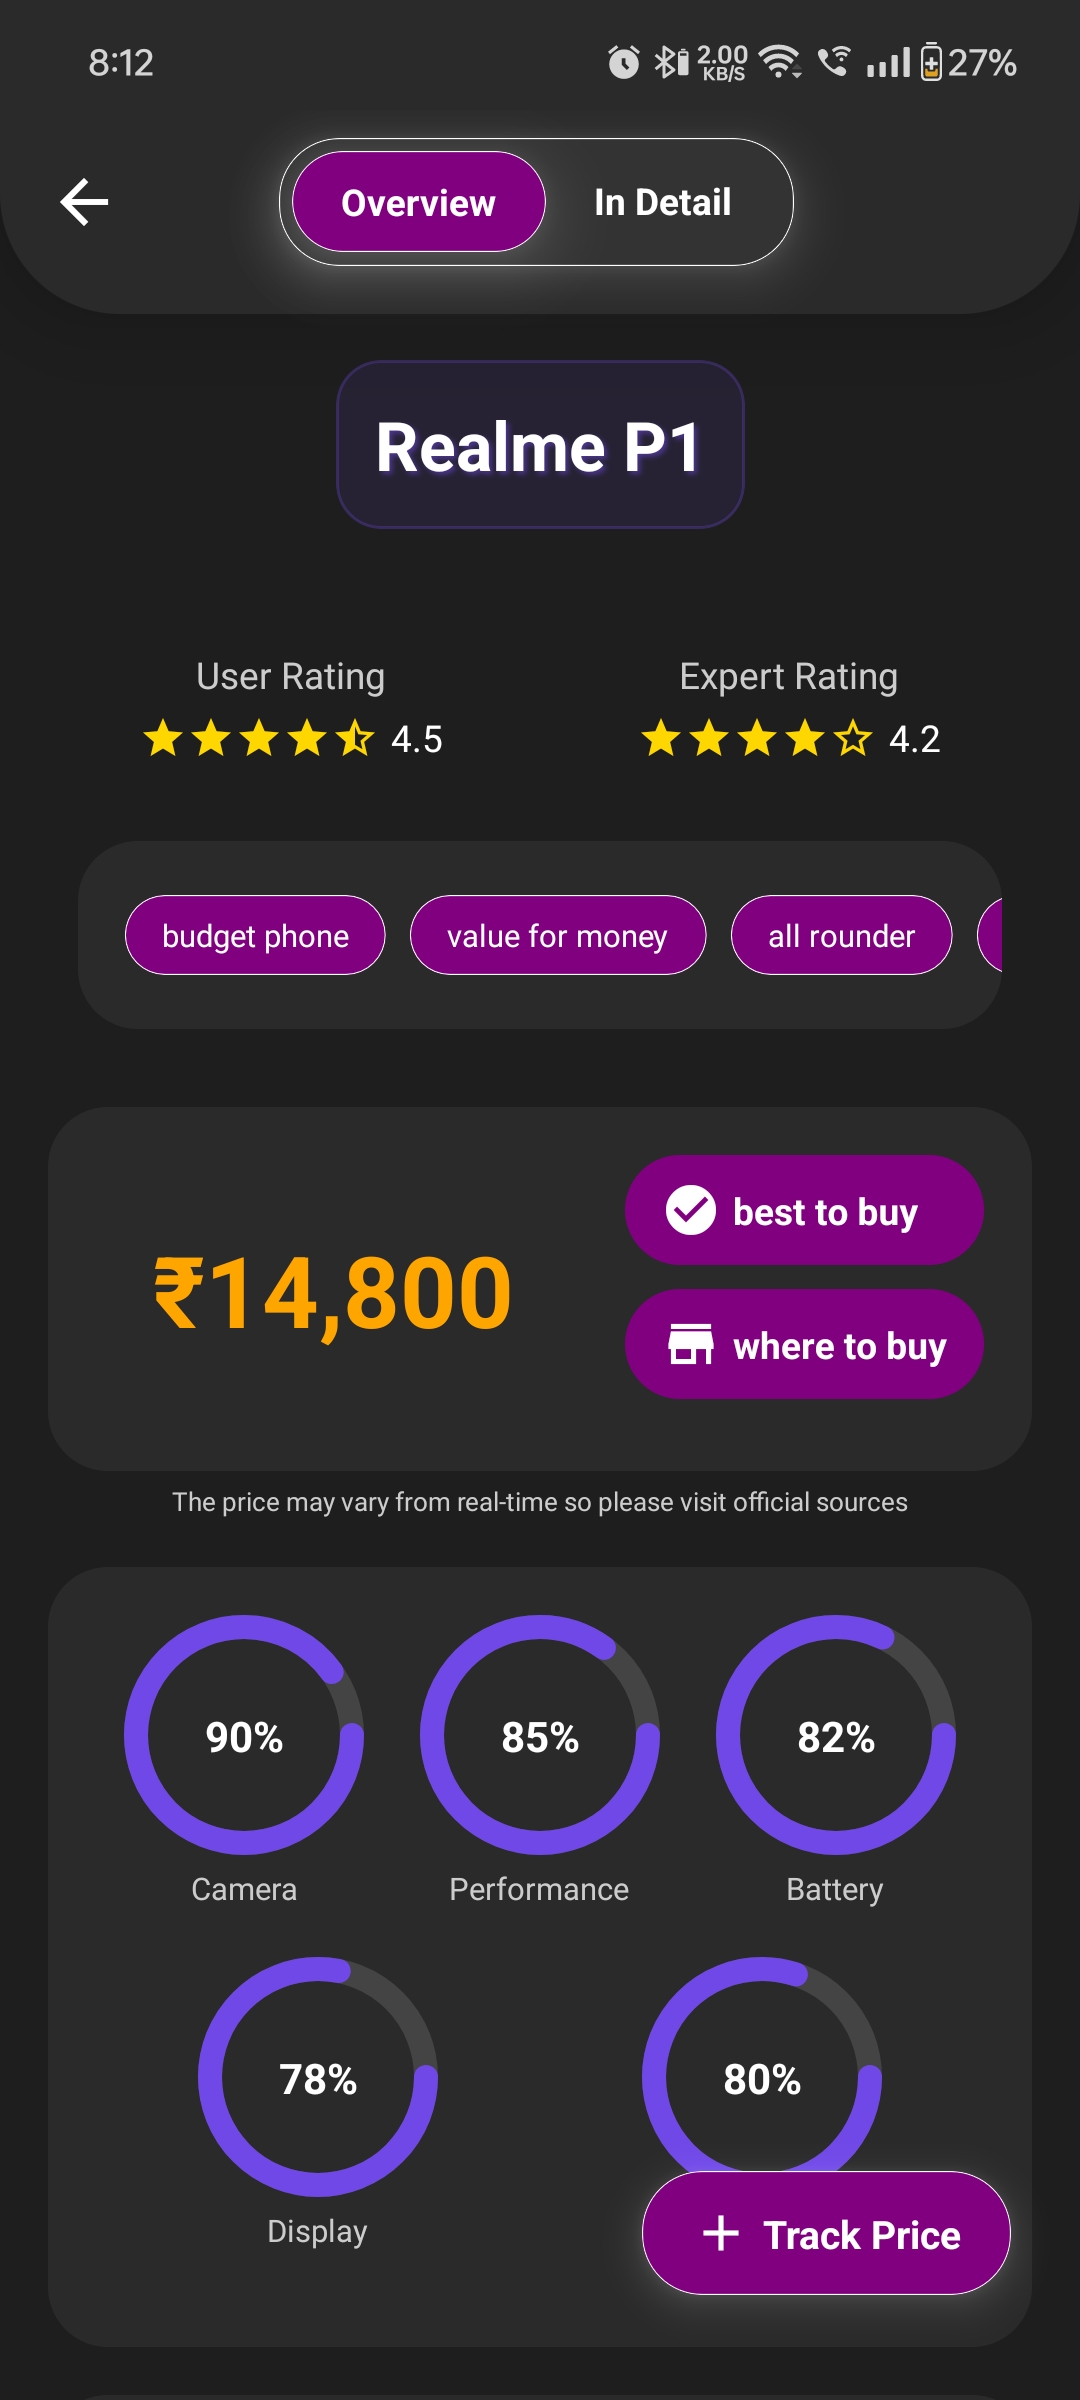 8:12
2.00
KB/S
27%
Overview
In Detail
Realme P1
User Rating
Expert Rating
4.5
4.2
budget phone
value for money
all rounder
₹14,800
best to buy
where to buy
The price may vary from real-time so please visit official sources
90%
85%
82%
Camera
Performance
Battery
78%
80%
Display
Track Price